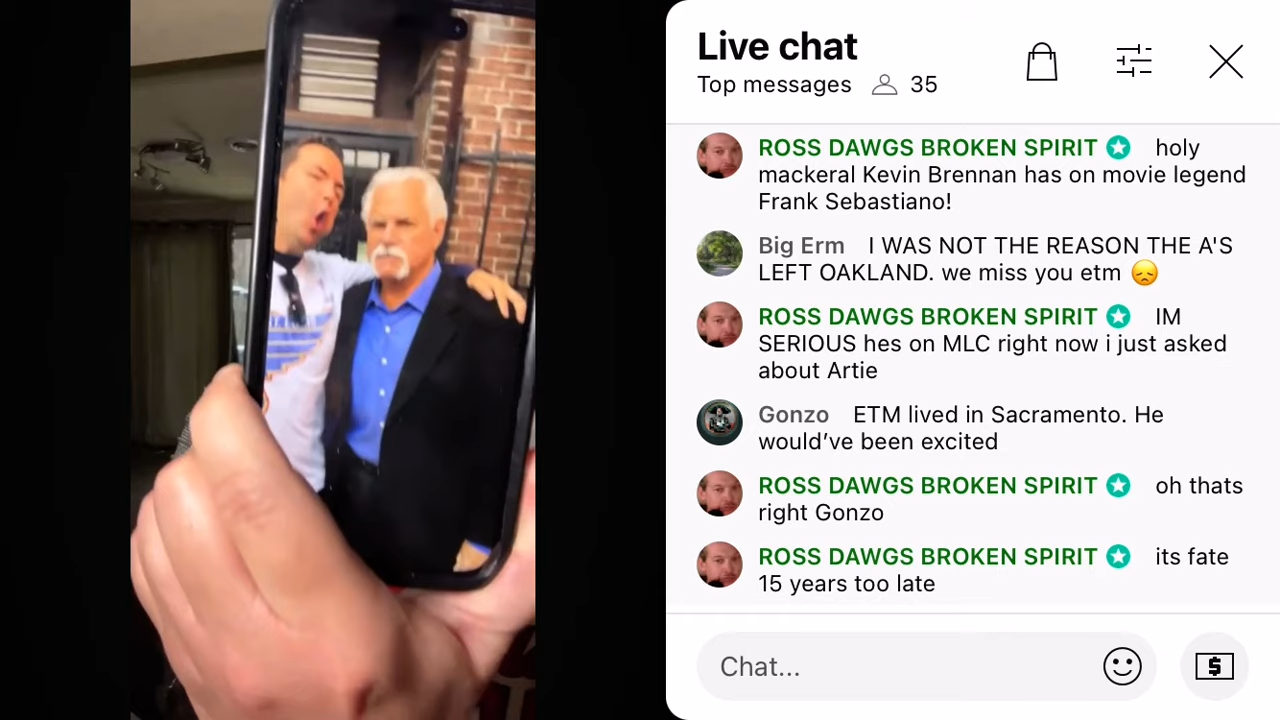 Live chat
Top messages 35
ROSS DAWGS BROKEN SPIRIT holy
mackeral Kevin Brennan has on movie legend
Frank Sebastiano!
Big Erm I WAS NOT THE REASON THE A'S
LEFT OAKLAND. we miss you etm 😞
ROSS DAWGS BROKEN SPIRIT IM
SERIOUS hes on MLC right now i just asked
about Artie
Gonzo ETM lived in Sacramento. He
would’ve been excited
ROSS DAWGS BROKEN SPIRIT oh thats
right Gonzo
ROSS DAWGS BROKEN SPIRIT its fate
15 years too late
Chat...
$